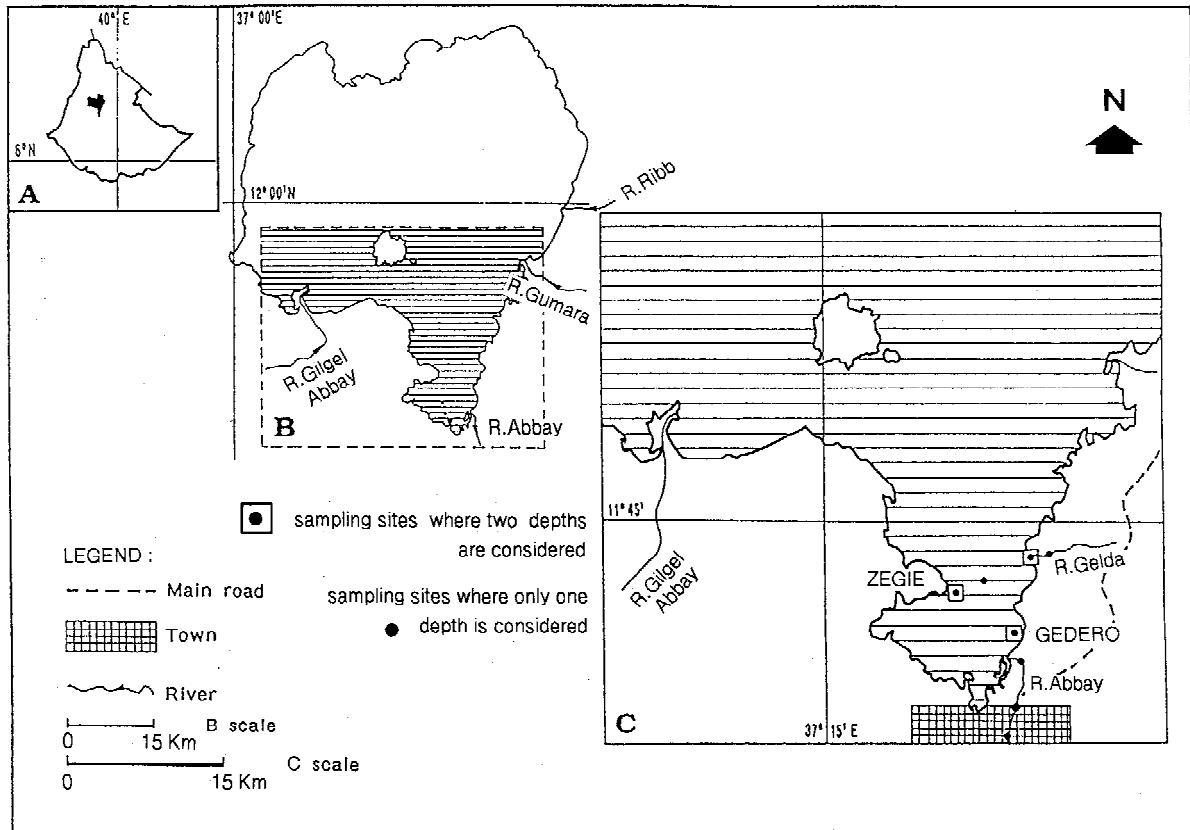 40° E
6° N
A
37° 00'E
12° 00'N
R.Ribb
R.Gumara
R.Gilgel
Abbay
B
R.Abbay
N
sampling sites where two depths
are considered
sampling sites where only one
depth is considered
LEGEND :
Main road
Town
River
B scale
0 15 Km
C scale
0 15 Km
11° 45'
R.Gilgel
Abbay
ZEGIE
R.Gelda
GEDERO
R.Abbay
C
37° 15' E